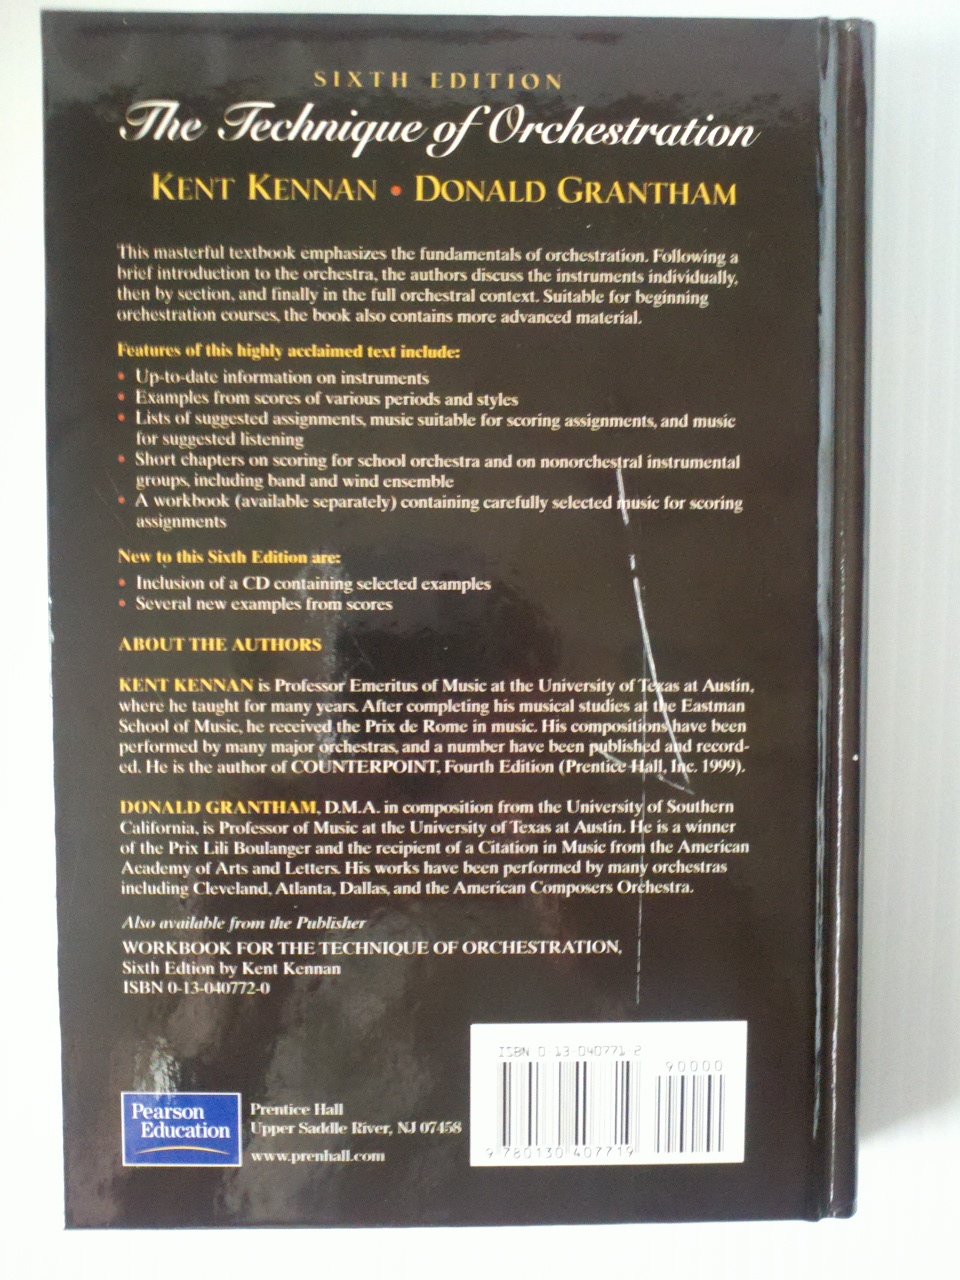 SIXTH EDITION
The Technique of Orchestration
KENT KENNAN • DONALD GRANTHAM
This masterful textbook emphasizes the fundamentals of orchestration. Following a
brief introduction to the orchestra, the authors discuss the instruments individually,
then by section, and finally in the full orchestral context. Suitable for beginning
orchestration courses, the book also contains more advanced material.
Features of this highly acclaimed text include:
• Up-to-date information on instruments
• Examples from scores of various periods and styles
• Lists of suggested assignments, music suitable for scoring assignments, and music
for suggested listening
• Short chapters on scoring for school orchestra and on nonorchestral instrumental
groups, including band and wind ensemble
• A workbook (available separately) containing carefully selected music for scoring
assignments
New to this Sixth Edition are:
• Inclusion of a CD containing selected examples
• Several new examples from scores
ABOUT THE AUTHORS
KENT KENNAN is Professor Emeritus of Music at the University of Texas at Austin,
where he taught for many years. After completing his musical studies at the Eastman
School of Music, he received the Prix de Rome in music. His compositions have been
performed by many major orchestras, and a number have been published and record-
ed. He is the author of COUNTERPOINT, Fourth Edition (Prentice Hall, Inc. 1999).
DONALD GRANTHAM, D.M.A. in composition from the University of Southern
California, is Professor of Music at the University of Texas at Austin. He is a winner
of the Prix Lili Boulanger and the recipient of a Citation in Music from the American
Academy of Arts and Letters. His works have been performed by many orchestras
including Cleveland, Atlanta, Dallas, and the American Composers Orchestra.
Also available from the Publisher
WORKBOOK FOR THE TECHNIQUE OF ORCHESTRATION,
Sixth Edtion by Kent Kennan
ISBN 0-13-040772-0
ISBN 0-13-040771-2
90000
9 780130 407719
Pearson
Education
Prentice Hall
Upper Saddle River, NJ 07458
www.prenhall.com